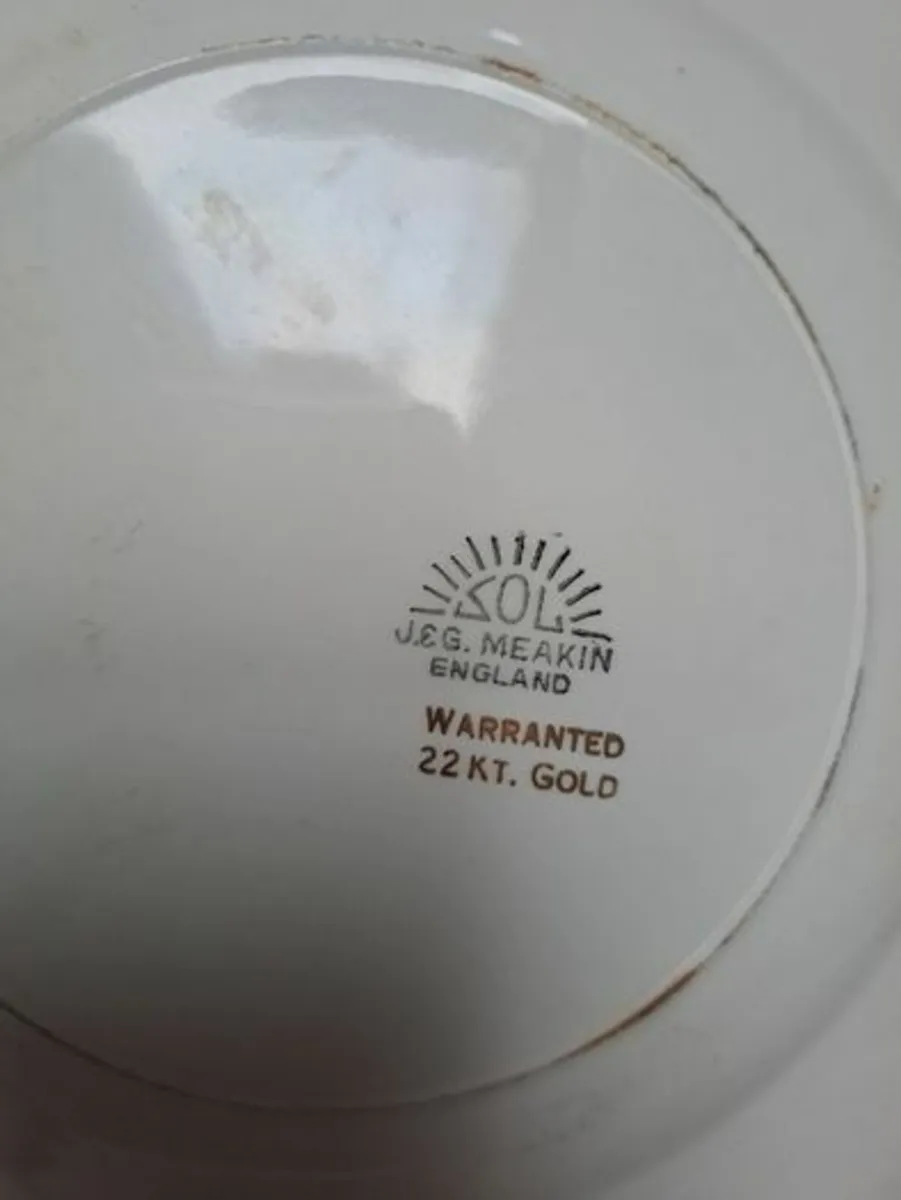 SOL
J.&G. MEAKIN
ENGLAND
WARRANTED
22 KT. GOLD